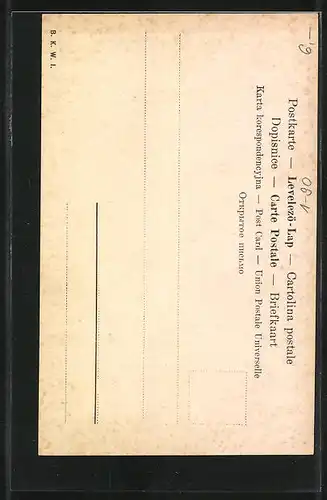 Postkarte — Levelező-Lap — Cartolina postale
Dopisnice — Carte Postale — Briefkaart
Karta korespondencyjna — Post Card — Union Postale Universelle
Открытое письмо
B. K. W. I.